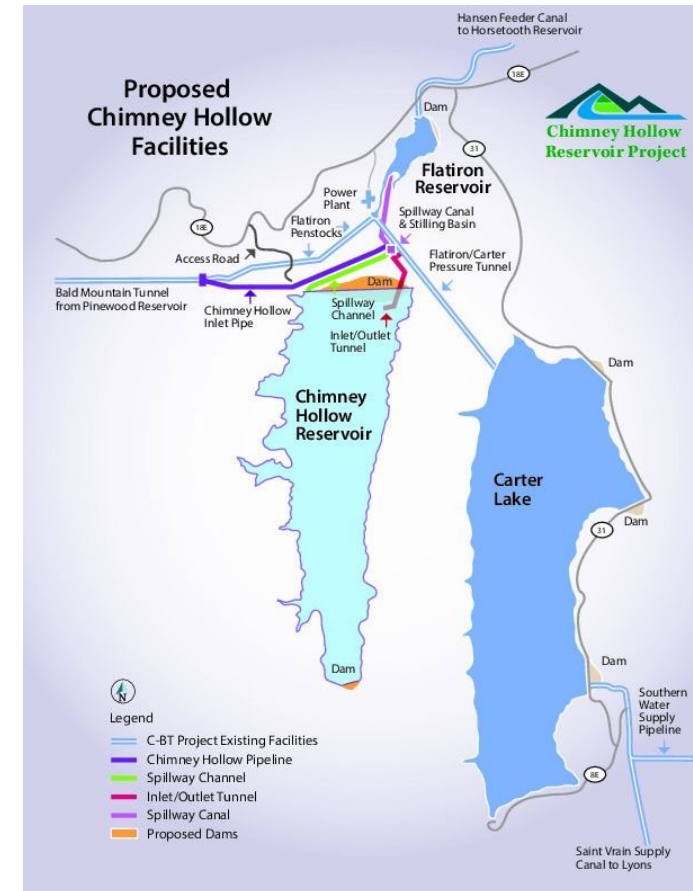 Hansen Feeder Canal
to Horsetooth Reservoir
18E
Proposed
Chimney Hollow
Facilities
Dam
31
Chimney Hollow
Reservoir Project
Flatiron
Reservoir
Power
Plant
Spillway Canal
& Stilling Basin
Flatiron
Penstocks
18E
Access Road
Flatiron/Carter
Pressure Tunnel
Dam
Bald Mountain Tunnel
from Pinewood Reservoir
Chimney Hollow
Inlet Pipe
Spillway
Channel
Inlet/Outlet
Tunnel
Dam
Chimney
Hollow
Reservoir
Carter
Lake
Dam
31
Dam
Dam
Southern
Water
Supply
Pipeline
N
Legend
C-BT Project Existing Facilities
Chimney Hollow Pipeline
Spillway Channel
Inlet/Outlet Tunnel
Spillway Canal
Proposed Dams
8E
Saint Vrain Supply
Canal to Lyons